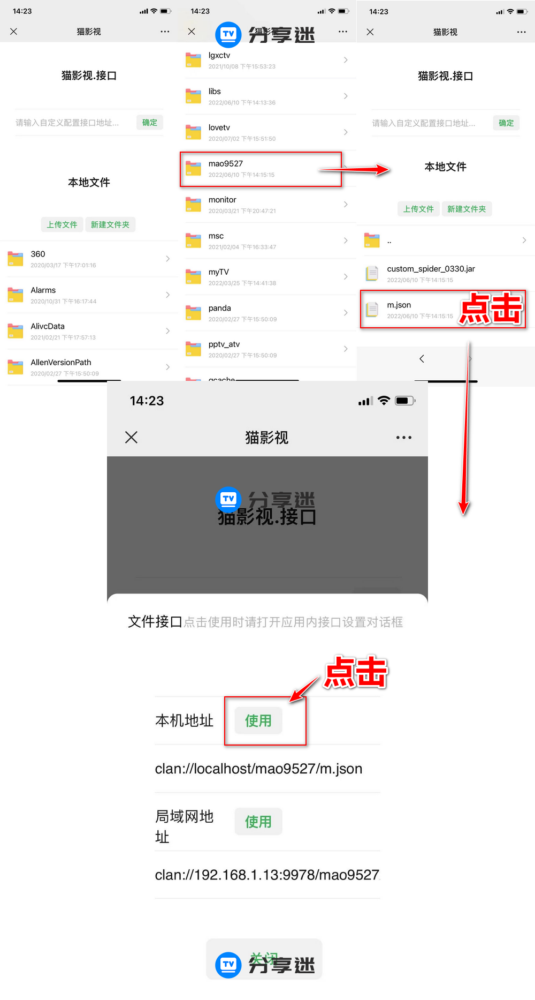 14:23
猫影视
猫影视.接口
请输入自定义配置接口地址...
确定
本地文件
上传文件
新建文件夹
360
2020/03/17 下午17:01:16
Alarms
2020/10/31 下午16:17:44
AlivcData
2021/02/21 下午17:57:13
AllenVersionPath
2020/02/27 下午15:50:09
14:23
猫影视
TV 分享迷
lgxctv
2021/10/08 下午15:53:23
libs
2022/06/10 下午14:13:36
lovetv
2020/07/02 下午15:51:50
mao9527
2022/06/10 下午14:15:15
monitor
2020/03/21 下午20:47:21
msc
2021/02/04 下午16:33:47
myTV
2022/03/25 下午14:41:38
panda
2020/02/27 下午15:50:09
pptv_atv
2020/02/27 下午15:50:09
qcache
14:23
猫影视
猫影视.接口
请输入自定义配置接口地址...
确定
本地文件
上传文件
新建文件夹
..
custom_spider_0330.jar
2022/06/10 下午14:15:15
m.json
2022/06/10 下午14:15:15
点击
14:23
猫影视
TV 分享迷
猫影视.接口
文件接口点击使用时请打开应用内接口设置对话框
点击
本机地址
使用
clan://localhost/mao9527/m.json
局域网地
址
使用
clan://192.168.1.13:9978/mao9527
关闭
TV 分享迷